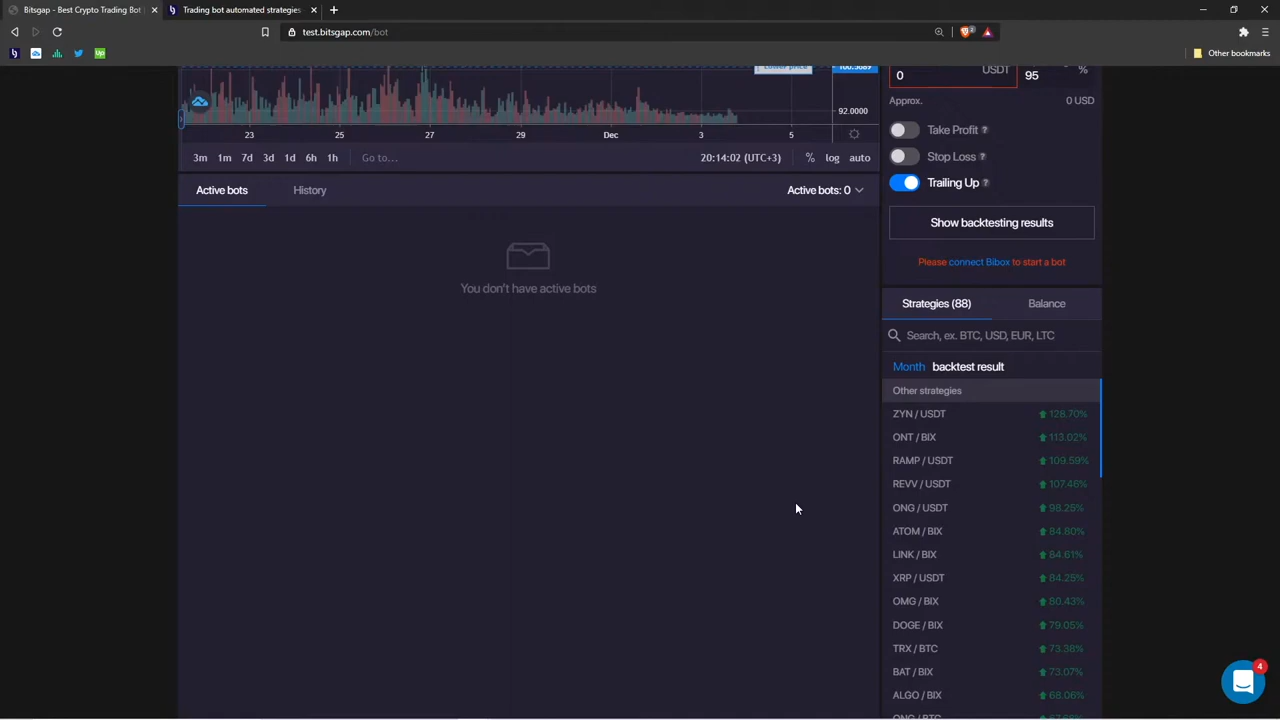 Bitsgap - Best Crypto Trading Bot
Trading bot automated strategies
test.bitsgap.com/bot
Other bookmarks
Lower price
100.5689
0 USDT
95 %
Approx. 0 USD
92.0000
23 25 27 29 Dec 3 5
3m 1m 7d 3d 1d 6h 1h Go to...
20:14:02 (UTC+3) % log auto
Take Profit ?
Stop Loss ?
Trailing Up ?
Show backtesting results
Please connect Bibox to start a bot
Active bots History
Active bots: 0
You don't have active bots
Strategies (88) Balance
Search, ex. BTC, USD, EUR, LTC
Month backtest result
Other strategies
ZYN / USDT 128.70%
ONT / BIX 113.02%
RAMP / USDT 109.59%
REVV / USDT 107.46%
ONG / USDT 98.25%
ATOM / BIX 84.80%
LINK / BIX 84.61%
XRP / USDT 84.25%
OMG / BIX 80.43%
DOGE / BIX 79.05%
TRX / BTC 73.38%
BAT / BIX 73.07%
ALGO / BIX 68.06%
ONG / BTC
4